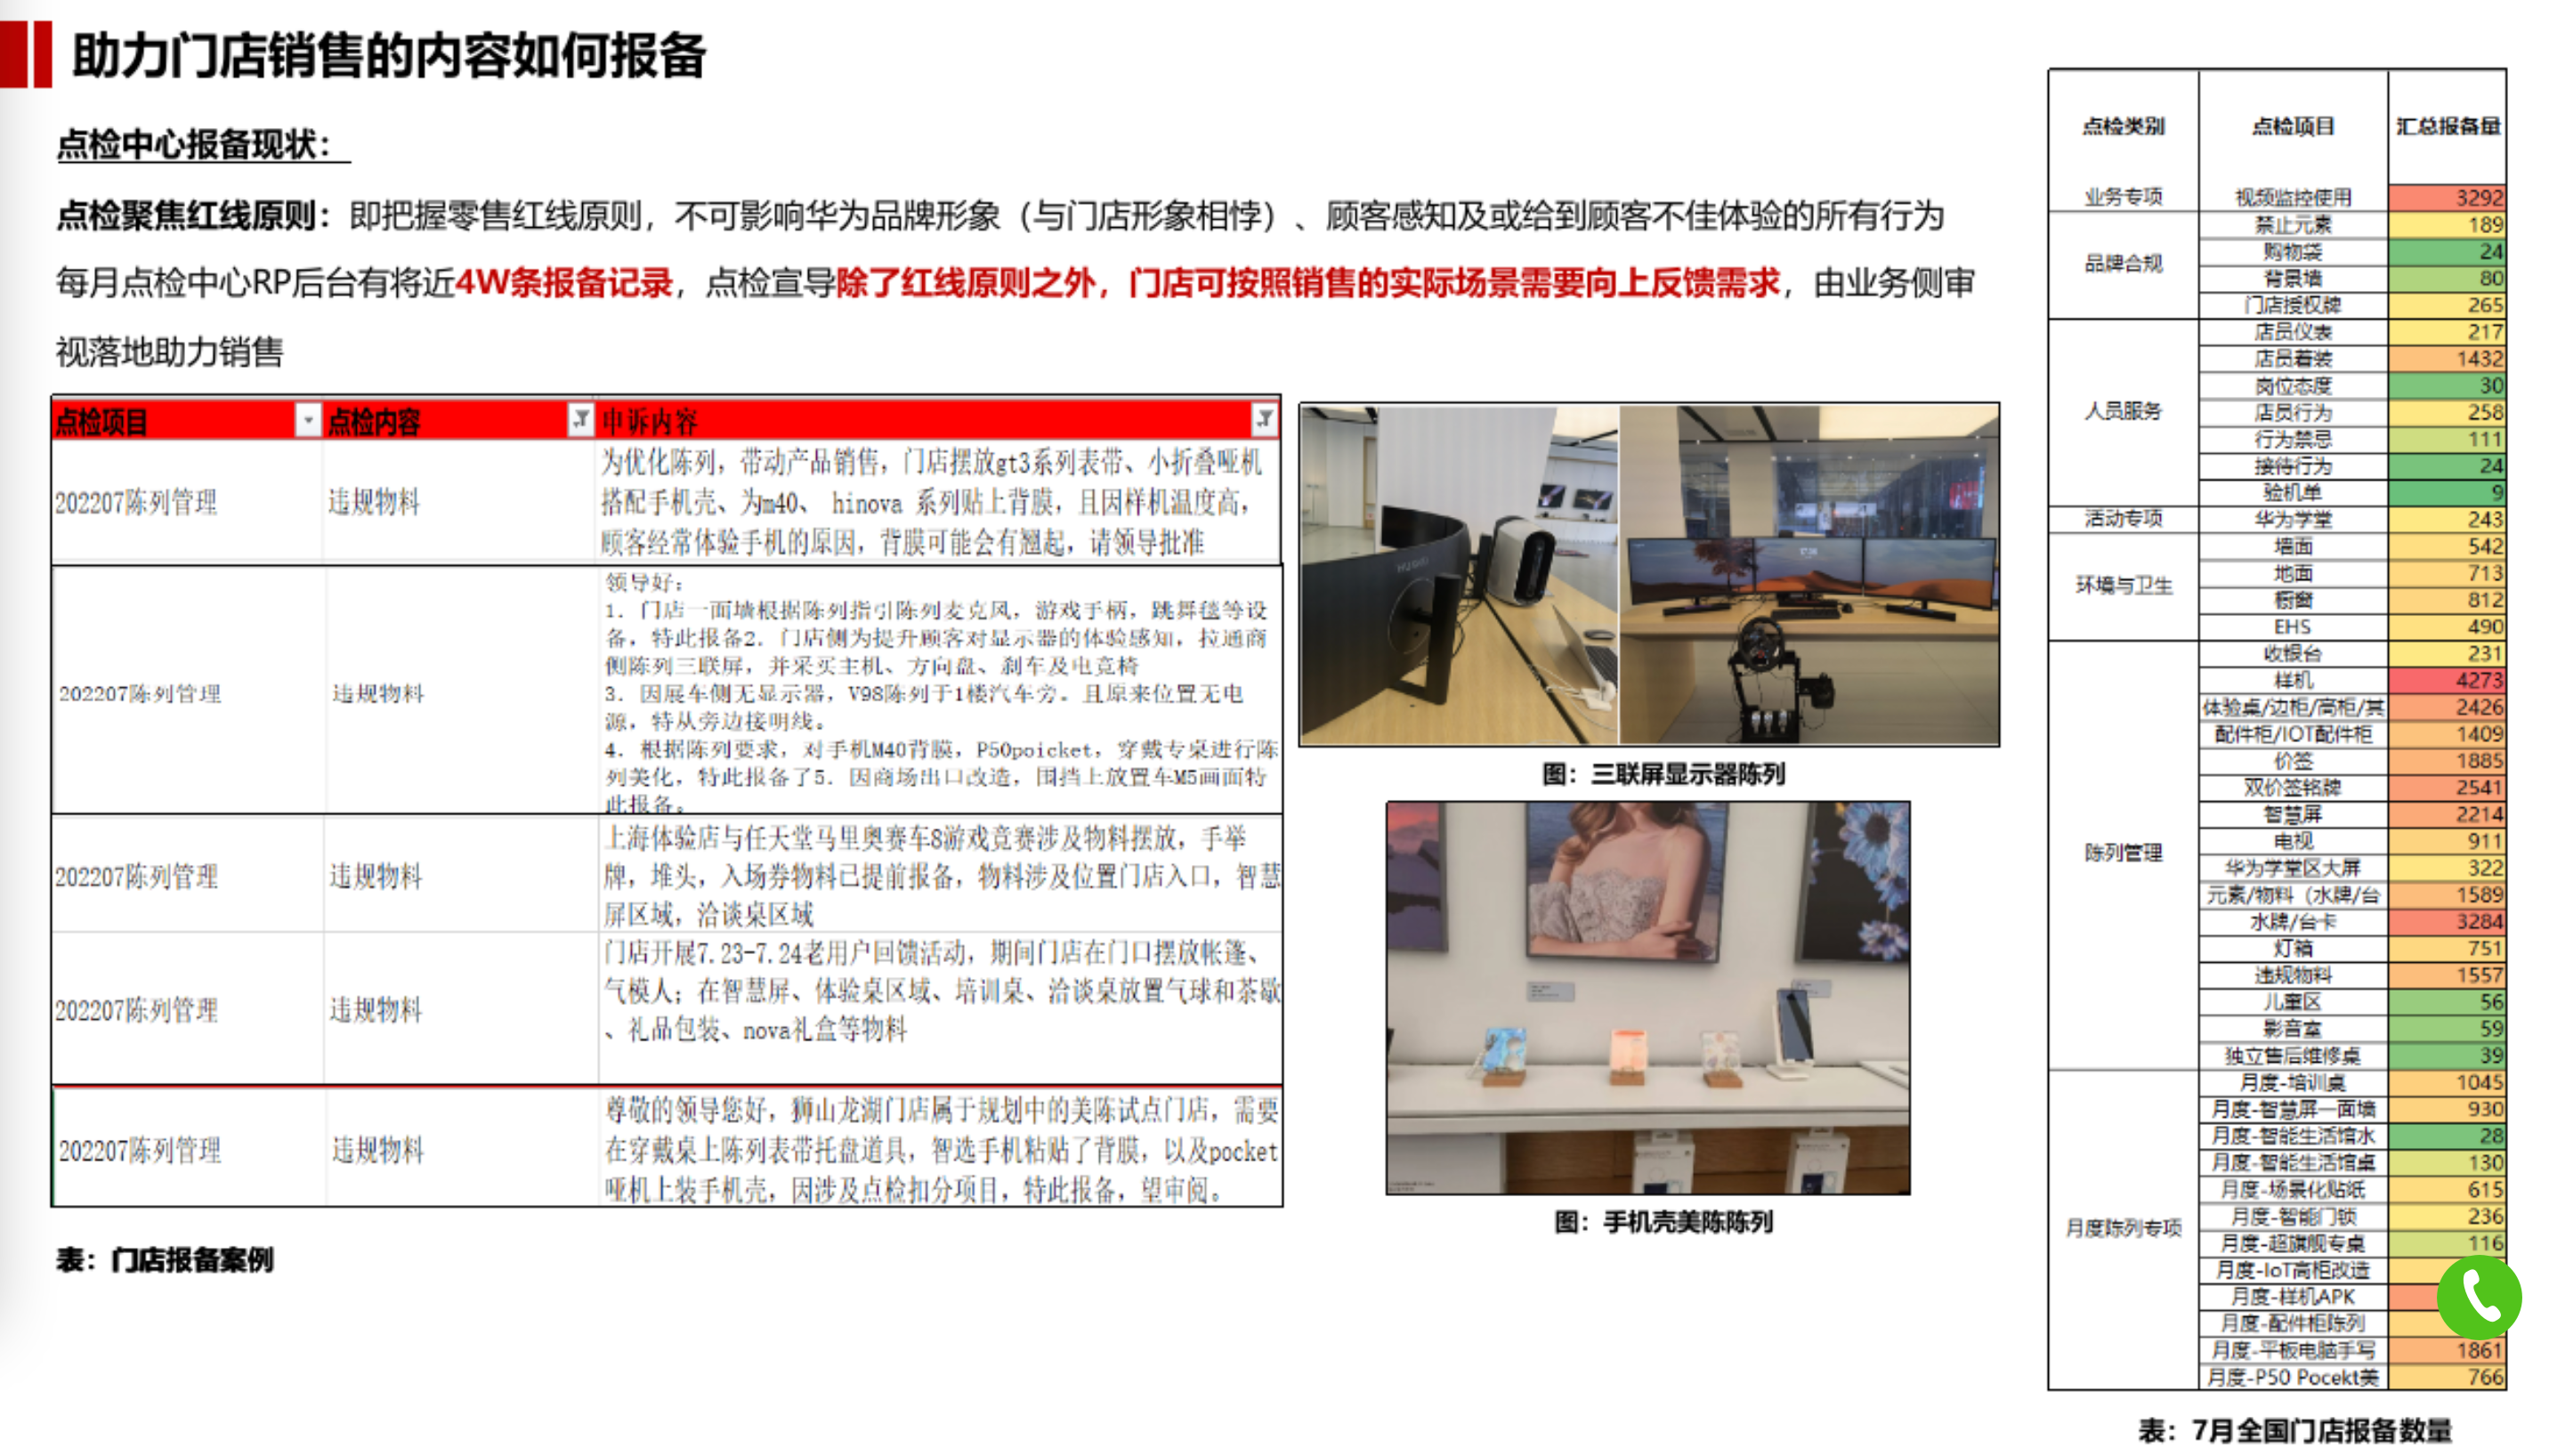 助力门店销售的内容如何报备
点检中心报备现状：
点检聚焦红线原则：即把握零售红线原则，不可影响华为品牌形象（与门店形象相悖）、顾客感知及或给到顾客不佳体验的所有行为
每月点检中心RP后台有将近4W条报备记录，点检宣导除了红线原则之外，门店可按照销售的实际场景需要向上反馈需求，由业务侧审
视落地助力销售
点检项目 点检内容 申诉内容
202207陈列管理 违规物料
为优化陈列，带动产品销售，门店摆放gt3系列表带、小折叠哑机
搭配手机壳、为m40、 hinova 系列贴上背膜，且因样机温度高，
顾客经常体验手机的原因，背膜可能会有翘起，请领导批准
202207陈列管理 违规物料
领导好：
1. 门店一面墙根据陈列指引陈列麦克风，游戏手柄，跳舞毯等设
备，特此报备2. 门店侧为提升顾客对显示器的体验感知，拉通商
侧陈列三联屏，并采买主机、方向盘、刹车及电竞椅
3. 因展车侧无显示器，V98陈列于1楼汽车旁。且原来位置无电
源，特从旁边接明线。
4. 根据陈列要求，对手机M40背膜，P50poicket，穿戴专桌进行陈
列美化，特此报备了5. 因商场出口改造，围挡上放置车M5画面特
此报备。
202207陈列管理 违规物料
上海体验店与任天堂马里奥赛车8游戏竞赛涉及物料摆放，手举
牌，堆头，入场券物料已提前报备，物料涉及位置门店入口，智慧
屏区域，洽谈桌区域
202207陈列管理 违规物料
门店开展7.23-7.24老用户回馈活动，期间门店在门口摆放帐篷、
气模人；在智慧屏、体验桌区域、培训桌、洽谈桌放置气球和茶歇
、礼品包装、nova礼盒等物料
202207陈列管理 违规物料
尊敬的领导您好，狮山龙湖门店属于规划中的美陈试点门店，需要
在穿戴桌上陈列表带托盘道具，智选手机粘贴了背膜，以及pocket
哑机上装手机壳，因涉及点检扣分项目，特此报备，望审阅。
表：门店报备案例
HUAWEI
图：三联屏显示器陈列
图：手机壳美陈陈列
点检类别 点检项目 汇总报备量
业务专项 视频监控使用 3292
品牌合规
禁止元素 189
购物袋 24
背景墙 80
门店授权牌 265
人员服务
店员仪表 217
店员着装 1432
岗位态度 30
店员行为 258
行为禁忌 111
接待行为 24
验机单 9
活动专项 华为学堂 243
环境与卫生
墙面 542
地面 713
橱窗 812
EHS 490
陈列管理
收银台 231
样机 4273
体验桌/边柜/高柜/其 2426
配件柜/IOT配件柜 1409
价签 1885
双价签铭牌 2541
智慧屏 2214
电视 911
华为学堂区大屏 322
元素/物料（水牌/台 1589
水牌/台卡 3284
灯箱 751
违规物料 1557
儿童区 56
影音室 59
独立售后维修桌 39
月度陈列专项
月度-培训桌 1045
月度-智慧屏一面墙 930
月度-智能生活馆水 28
月度-智能生活馆桌 130
月度-场景化贴纸 615
月度-智能门锁 236
月度-超旗舰专桌 116
月度-IoT高柜改造
月度-样机APK
月度-配件柜陈列
月度-平板电脑手写 1861
月度-P50 Pocekt美 766
表：7月全国门店报备数量